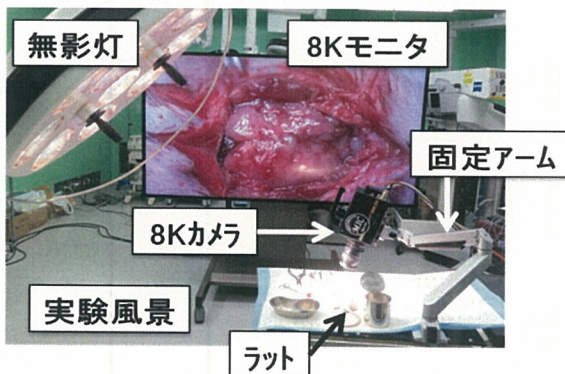 無影灯
8Kモニタ
固定アーム
8Kカメラ
実験風景
ラット